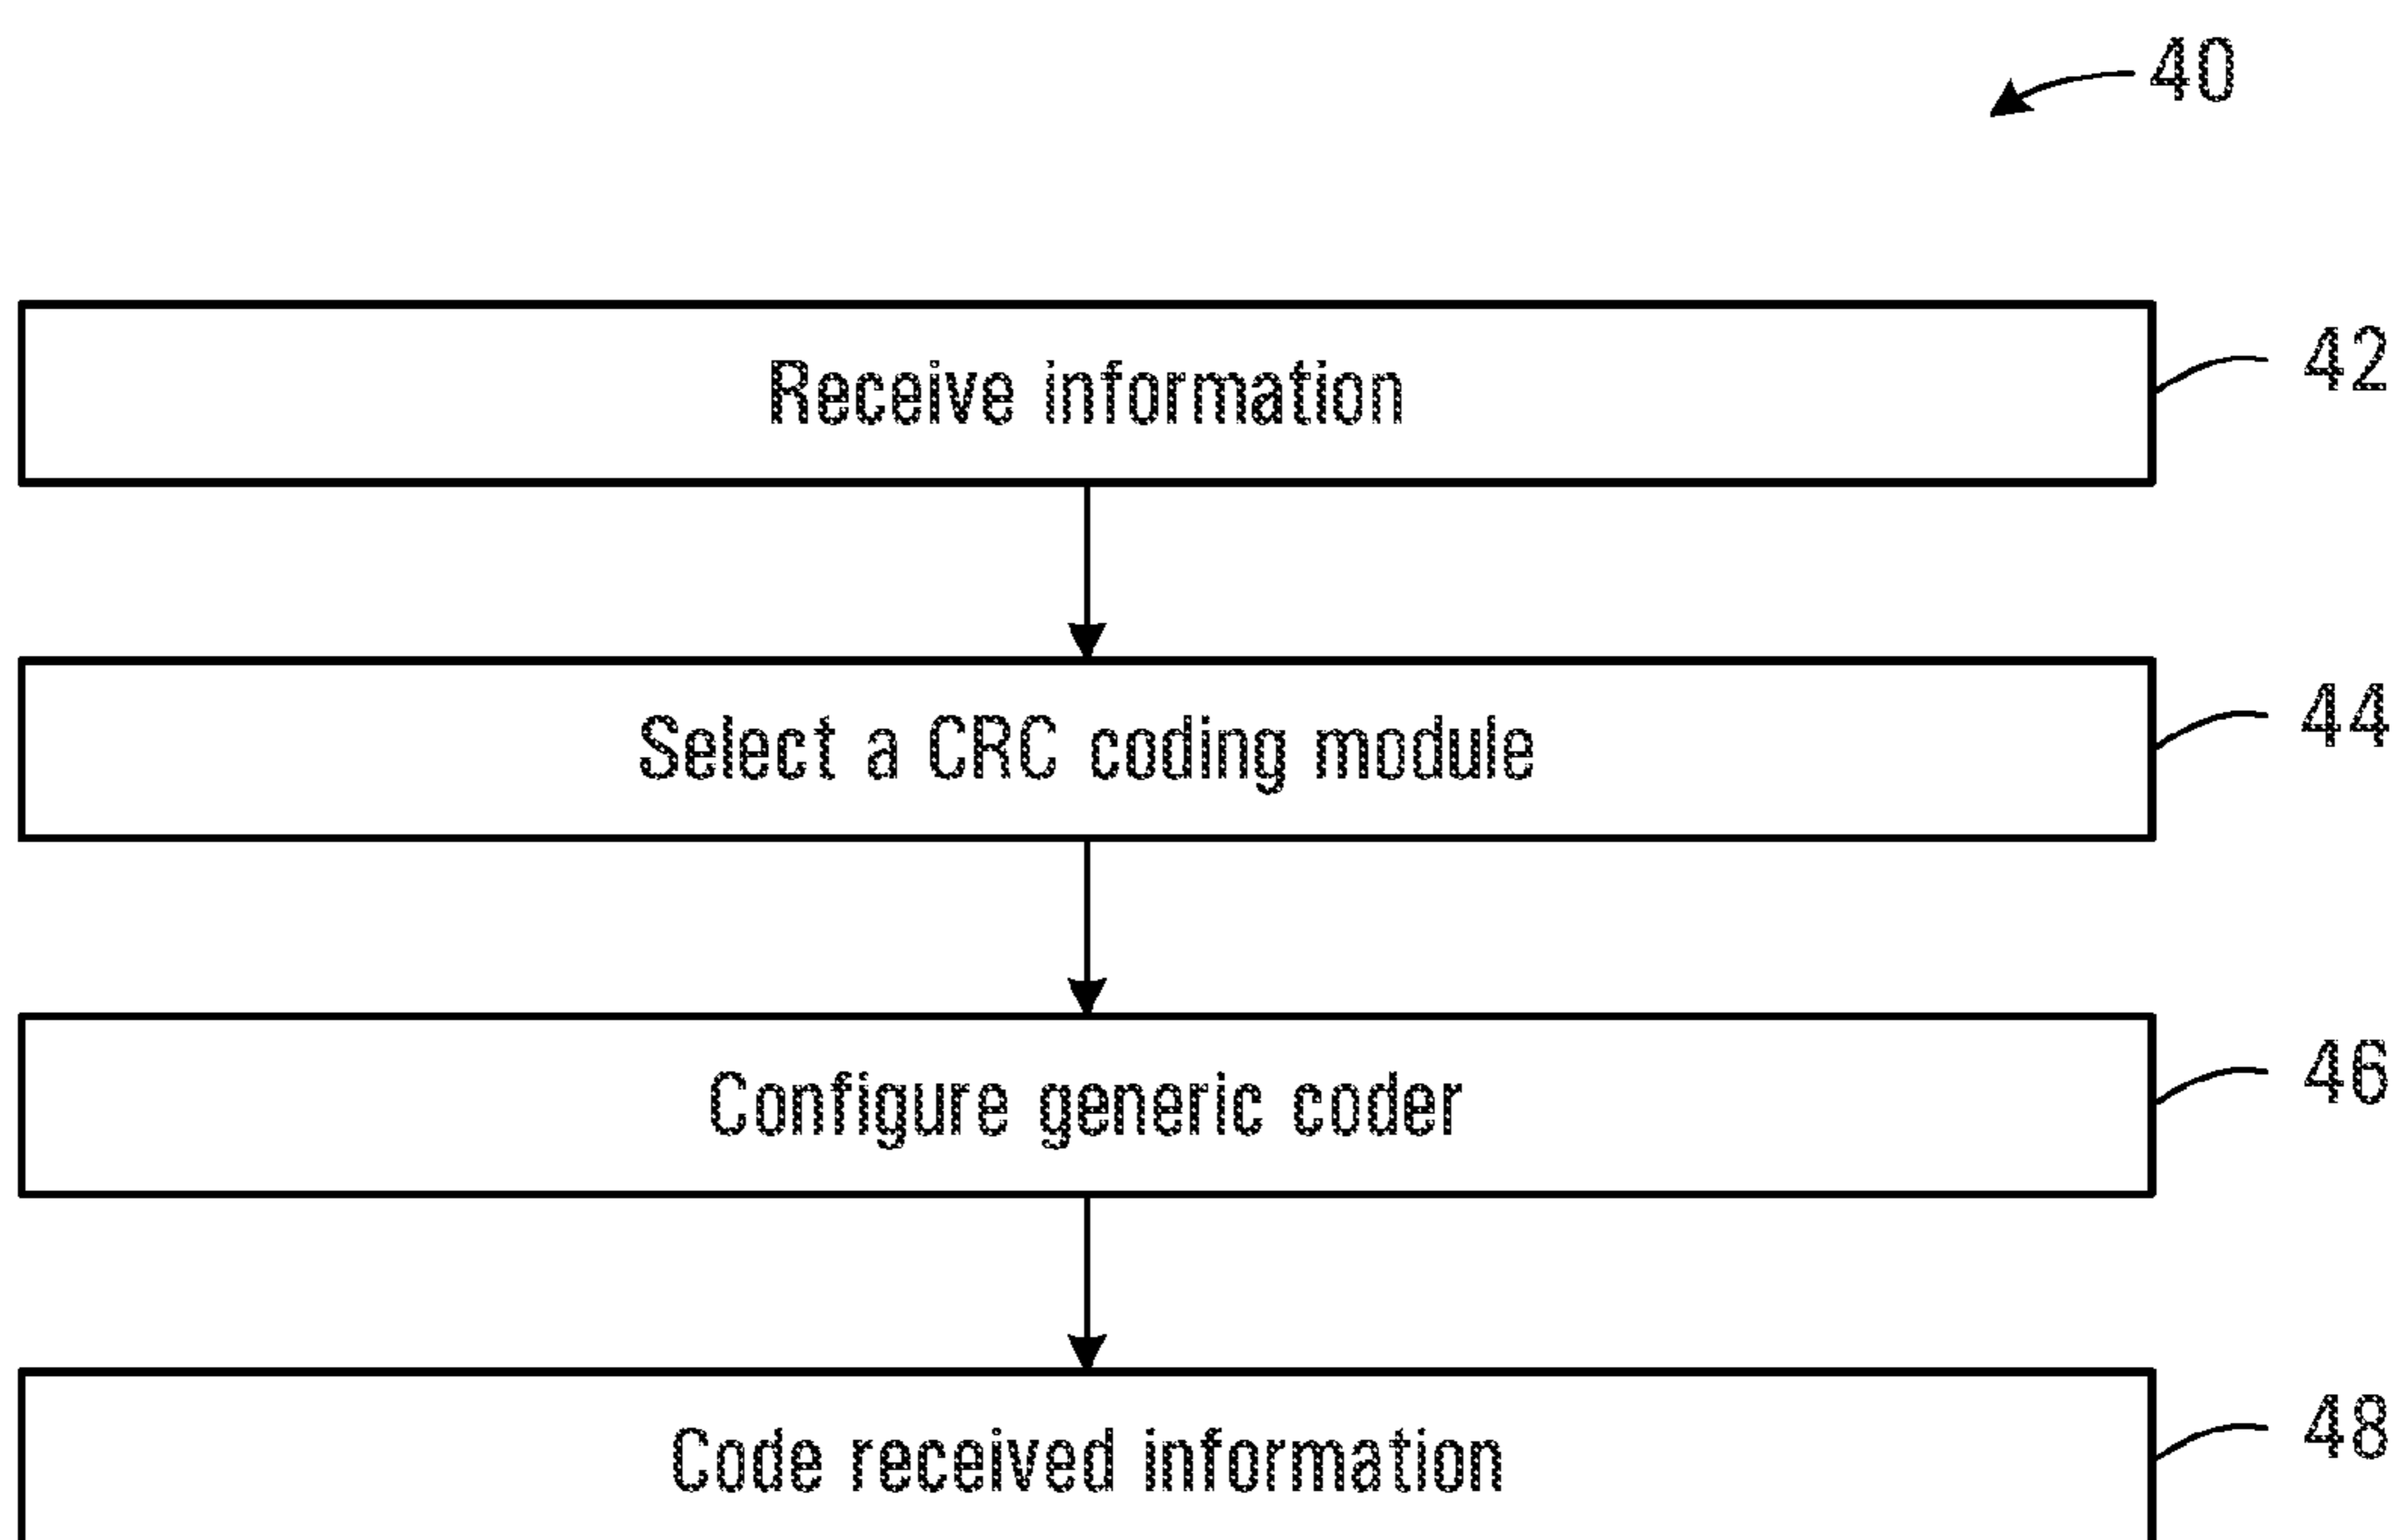 40
Receive information
42
Select a CRC coding module
44
Configure generic coder
46
Code received information
48